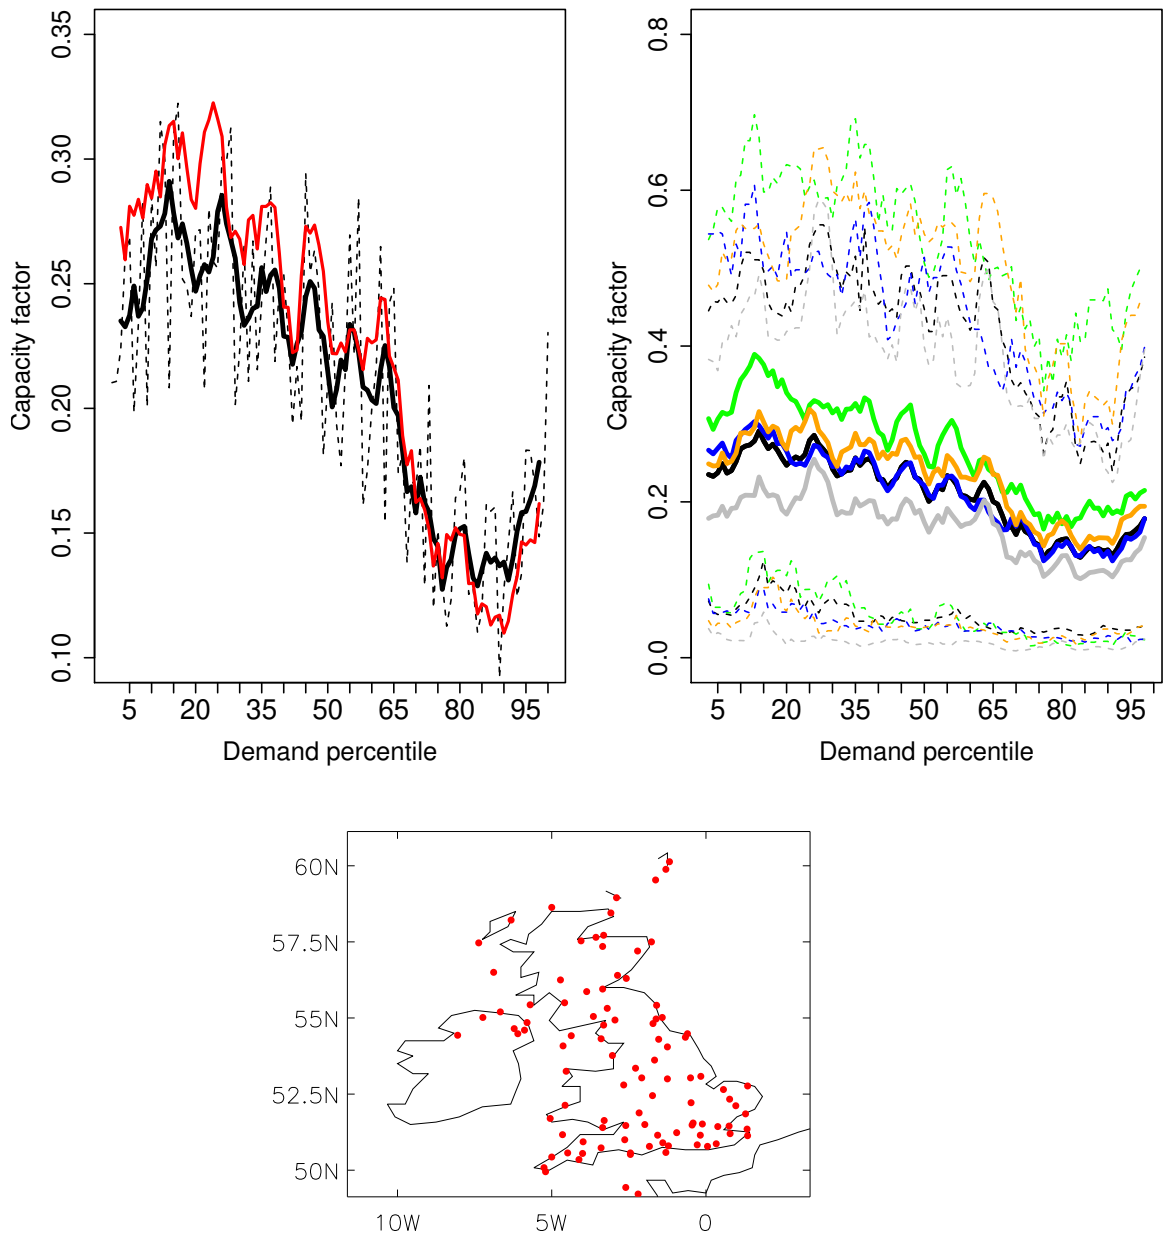 0.35
0.30
0.25
0.20
0.15
0.10
Capacity factor
5 20 35 50 65 80 95
Demand percentile
0.8
0.6
0.4
0.2
0.0
Capacity factor
5 20 35 50 65 80 95
Demand percentile
60N
57.5N
55N
52.5N
50N
10W 5W 0